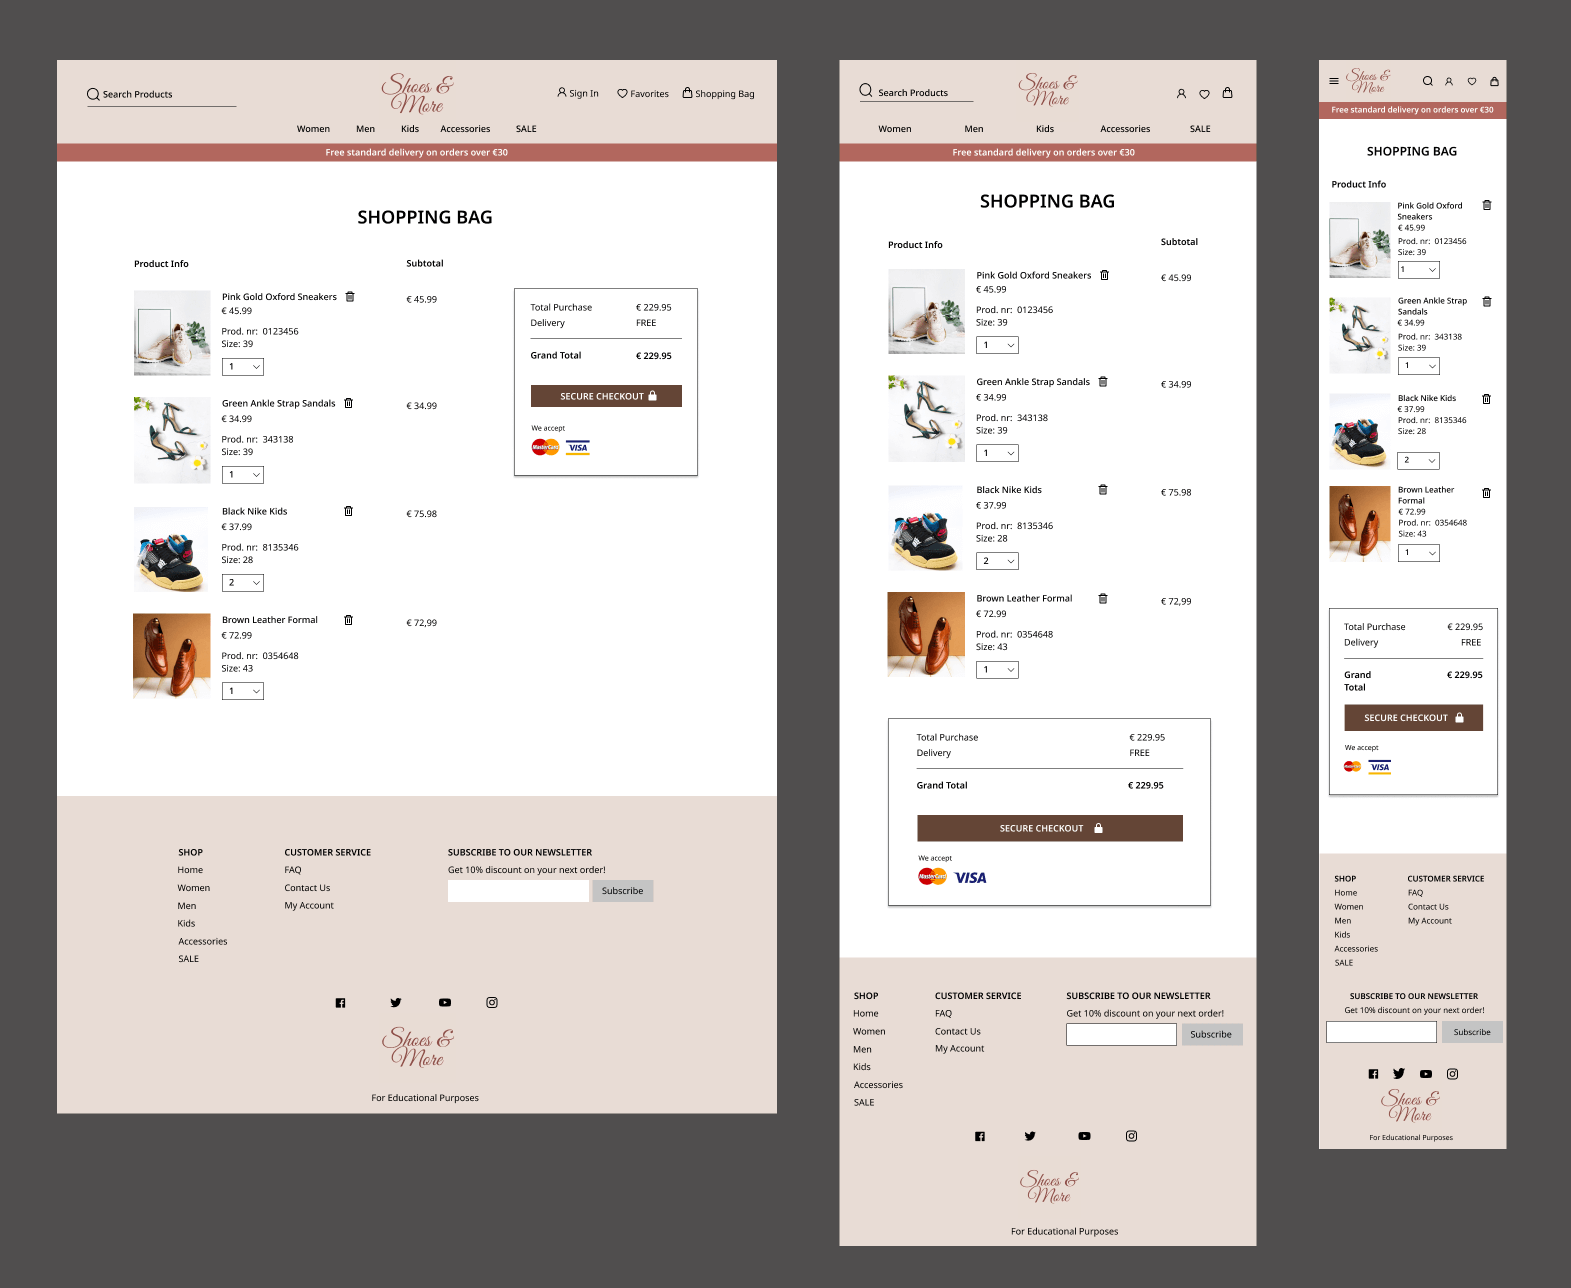 Search Products
Shoes &
More
Sign In
Favorites
Shopping Bag
Women Men Kids Accessories SALE
Free standard delivery on orders over €30
SHOPPING BAG
Product Info
Subtotal
Pink Gold Oxford Sneakers
€ 45.99
Prod. nr: 0123456
Size: 39
1
€ 45.99
Green Ankle Strap Sandals
€ 34.99
Prod. nr: 343138
Size: 39
1
€ 34.99
Black Nike Kids
€ 37.99
Prod. nr: 8135346
Size: 28
2
€ 75.98
Brown Leather Formal
€ 72.99
Prod. nr: 0354648
Size: 43
1
€ 72,99
Total Purchase € 229.95
Delivery FREE
Grand Total € 229.95
SECURE CHECKOUT
We accept
MasterCard VISA
SHOP
Home
Women
Men
Kids
Accessories
SALE
CUSTOMER SERVICE
FAQ
Contact Us
My Account
SUBSCRIBE TO OUR NEWSLETTER
Get 10% discount on your next order!
Subscribe
Shoes &
More
For Educational Purposes
Search Products
Shoes &
More
Women Men Kids Accessories SALE
Free standard delivery on orders over €30
SHOPPING BAG
Product Info
Subtotal
Pink Gold Oxford Sneakers
€ 45.99
Prod. nr: 0123456
Size: 39
1
€ 45.99
Green Ankle Strap Sandals
€ 34.99
Prod. nr: 343138
Size: 39
1
€ 34.99
Black Nike Kids
€ 37.99
Prod. nr: 8135346
Size: 28
2
€ 75.98
Brown Leather Formal
€ 72.99
Prod. nr: 0354648
Size: 43
1
€ 72,99
Total Purchase € 229.95
Delivery FREE
Grand Total € 229.95
SECURE CHECKOUT
We accept
MasterCard VISA
SHOP
Home
Women
Men
Kids
Accessories
SALE
CUSTOMER SERVICE
FAQ
Contact Us
My Account
SUBSCRIBE TO OUR NEWSLETTER
Get 10% discount on your next order!
Subscribe
Shoes &
More
For Educational Purposes
Shoes &
More
Free standard delivery on orders over €30
SHOPPING BAG
Product Info
Pink Gold Oxford
Sneakers
€ 45.99
Prod. nr: 0123456
Size: 39
1
Green Ankle Strap
Sandals
€ 34.99
Prod. nr: 343138
Size: 39
1
Black Nike Kids
€ 37.99
Prod. nr: 8135346
Size: 28
2
Brown Leather
Formal
€ 72.99
Prod. nr: 0354648
Size: 43
1
Total Purchase € 229.95
Delivery FREE
Grand
Total
€ 229.95
SECURE CHECKOUT
We accept
MasterCard VISA
SHOP
Home
Women
Men
Kids
Accessories
SALE
CUSTOMER SERVICE
FAQ
Contact Us
My Account
SUBSCRIBE TO OUR NEWSLETTER
Get 10% discount on your next order!
Subscribe
Shoes &
More
For Educational Purposes